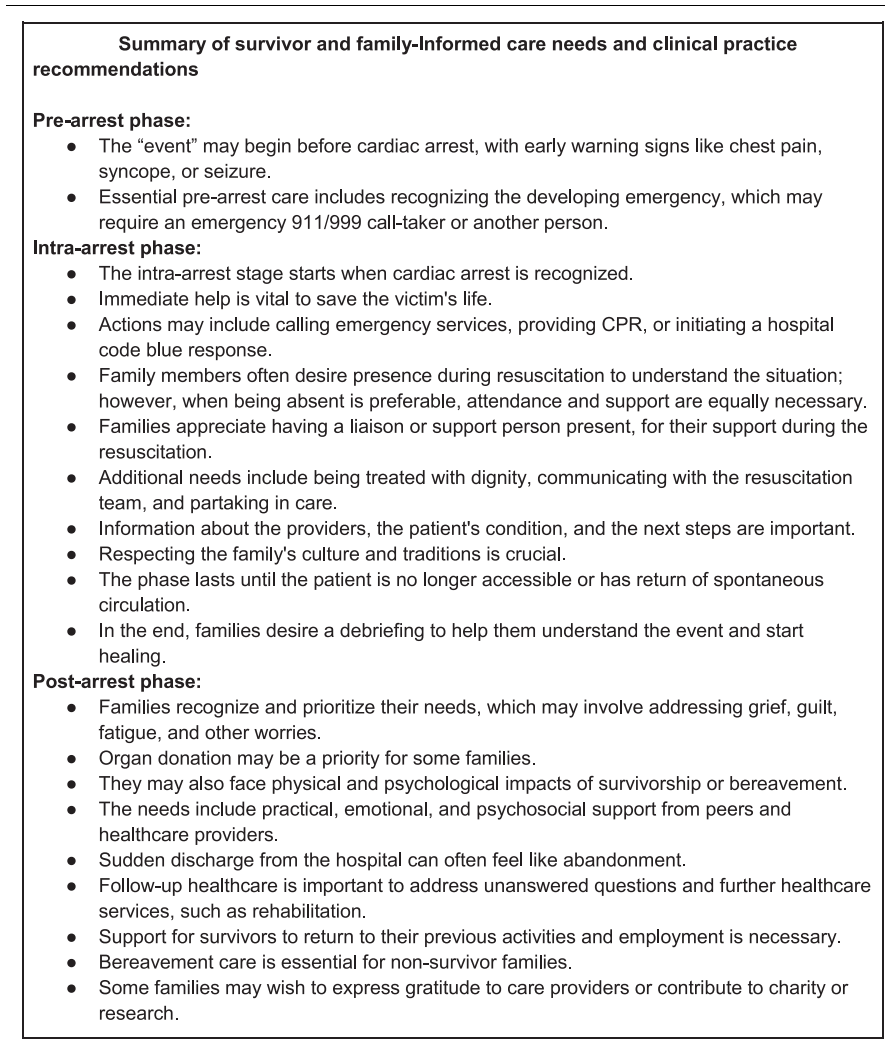 Summary of survivor and family-Informed care needs and clinical practice
recommendations
Pre-arrest phase:
● The “event” may begin before cardiac arrest, with early warning signs like chest pain,
syncope, or seizure.
● Essential pre-arrest care includes recognizing the developing emergency, which may
require an emergency 911/999 call-taker or another person.
Intra-arrest phase:
● The intra-arrest stage starts when cardiac arrest is recognized.
● Immediate help is vital to save the victim's life.
● Actions may include calling emergency services, providing CPR, or initiating a hospital
code blue response.
● Family members often desire presence during resuscitation to understand the situation;
however, when being absent is preferable, attendance and support are equally necessary.
● Families appreciate having a liaison or support person present, for their support during the
resuscitation.
● Additional needs include being treated with dignity, communicating with the resuscitation
team, and partaking in care.
● Information about the providers, the patient's condition, and the next steps are important.
● Respecting the family's culture and traditions is crucial.
● The phase lasts until the patient is no longer accessible or has return of spontaneous
circulation.
● In the end, families desire a debriefing to help them understand the event and start
healing.
Post-arrest phase:
● Families recognize and prioritize their needs, which may involve addressing grief, guilt,
fatigue, and other worries.
● Organ donation may be a priority for some families.
● They may also face physical and psychological impacts of survivorship or bereavement.
● The needs include practical, emotional, and psychosocial support from peers and
healthcare providers.
● Sudden discharge from the hospital can often feel like abandonment.
● Follow-up healthcare is important to address unanswered questions and further healthcare
services, such as rehabilitation.
● Support for survivors to return to their previous activities and employment is necessary.
● Bereavement care is essential for non-survivor families.
● Some families may wish to express gratitude to care providers or contribute to charity or
research.